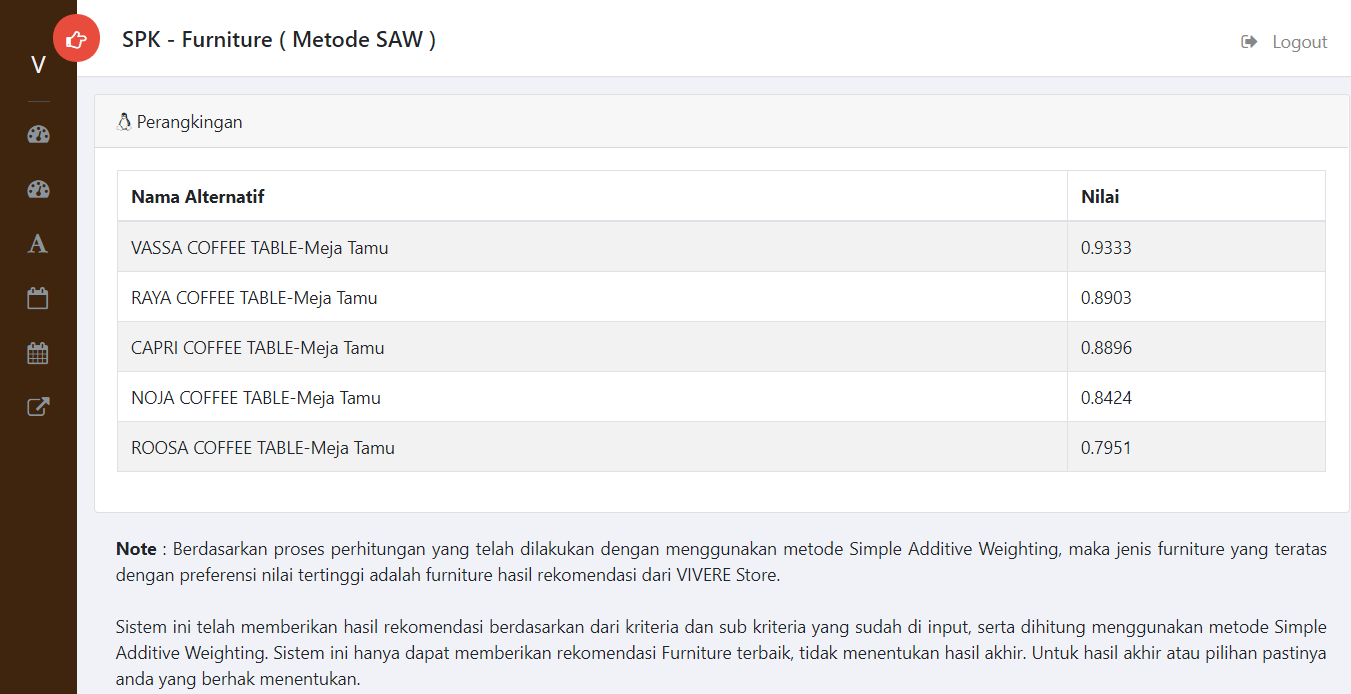 V
SPK - Furniture ( Metode SAW )
Logout
Perangkingan
Nama Alternatif Nilai
VASSA COFFEE TABLE-Meja Tamu 0.9333
RAYA COFFEE TABLE-Meja Tamu 0.8903
CAPRI COFFEE TABLE-Meja Tamu 0.8896
NOJA COFFEE TABLE-Meja Tamu 0.8424
ROOSA COFFEE TABLE-Meja Tamu 0.7951
Note : Berdasarkan proses perhitungan yang telah dilakukan dengan menggunakan metode Simple Additive Weighting, maka jenis furniture yang teratas
dengan preferensi nilai tertinggi adalah furniture hasil rekomendasi dari VIVERE Store.
Sistem ini telah memberikan hasil rekomendasi berdasarkan dari kriteria dan sub kriteria yang sudah di input, serta dihitung menggunakan metode Simple
Additive Weighting. Sistem ini hanya dapat memberikan rekomendasi Furniture terbaik, tidak menentukan hasil akhir. Untuk hasil akhir atau pilihan pastinya
anda yang berhak menentukan.